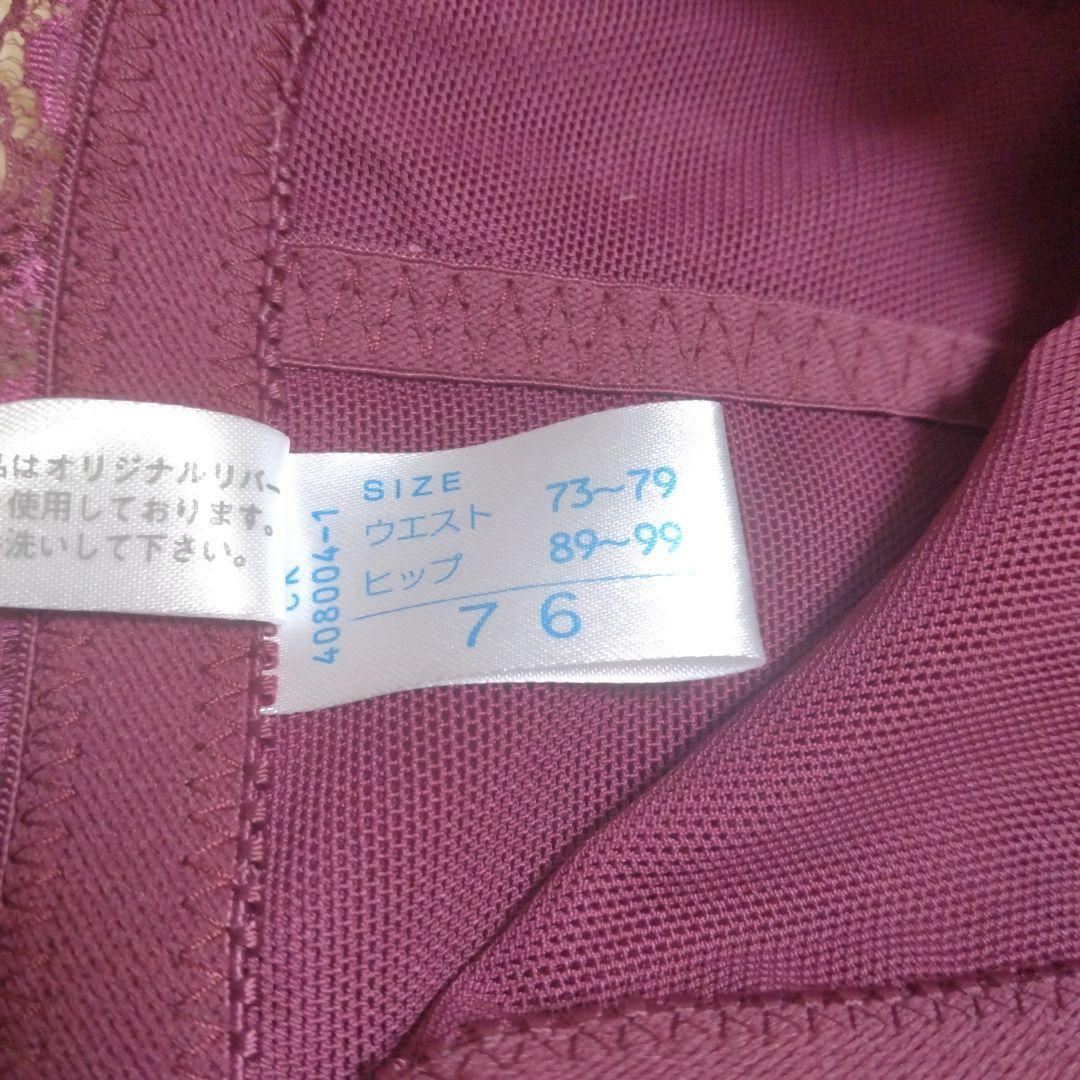 品はオリジナルリバー
使用しております。
洗いして下さい。
SIZE
ウエスト 73~79
ヒップ 89~99
76
408004-1